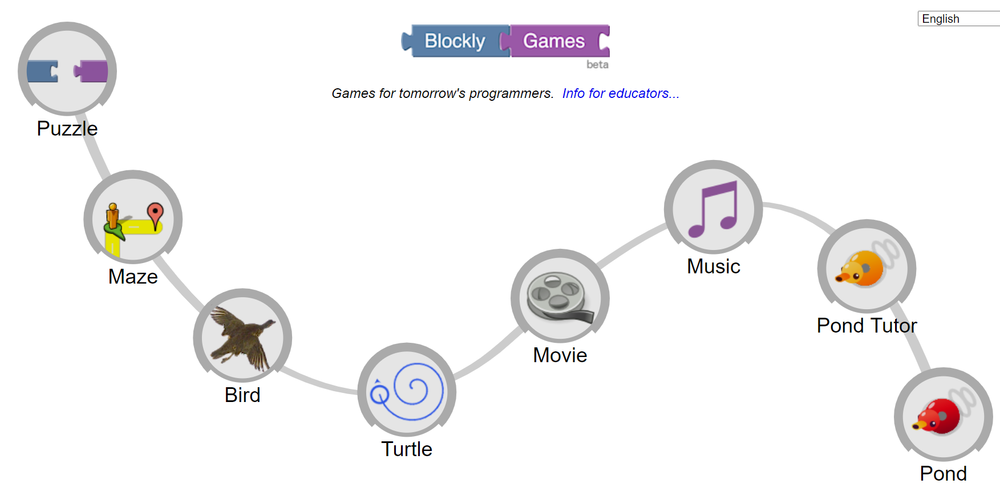 English
Blockly Games
beta
Games for tomorrow's programmers. Info for educators...
Puzzle
Maze
Bird
Turtle
Movie
Music
Pond Tutor
Pond